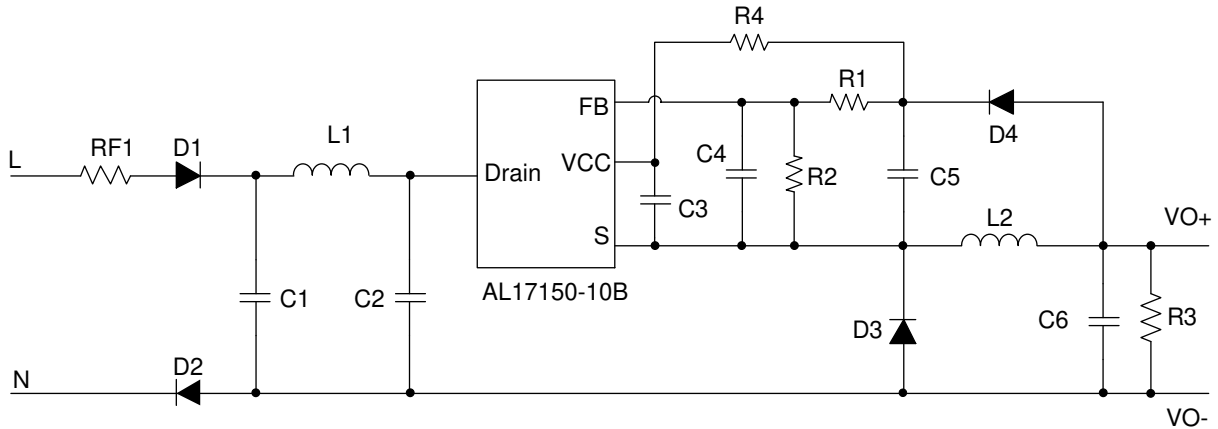 R4
R1
FB
D4
L
RF1
D1
L1
Drain
VCC
C4
R2
C5
C3
S
L2
VO+
AL17150-10B
C1
C2
D3
C6
R3
N
D2
VO-